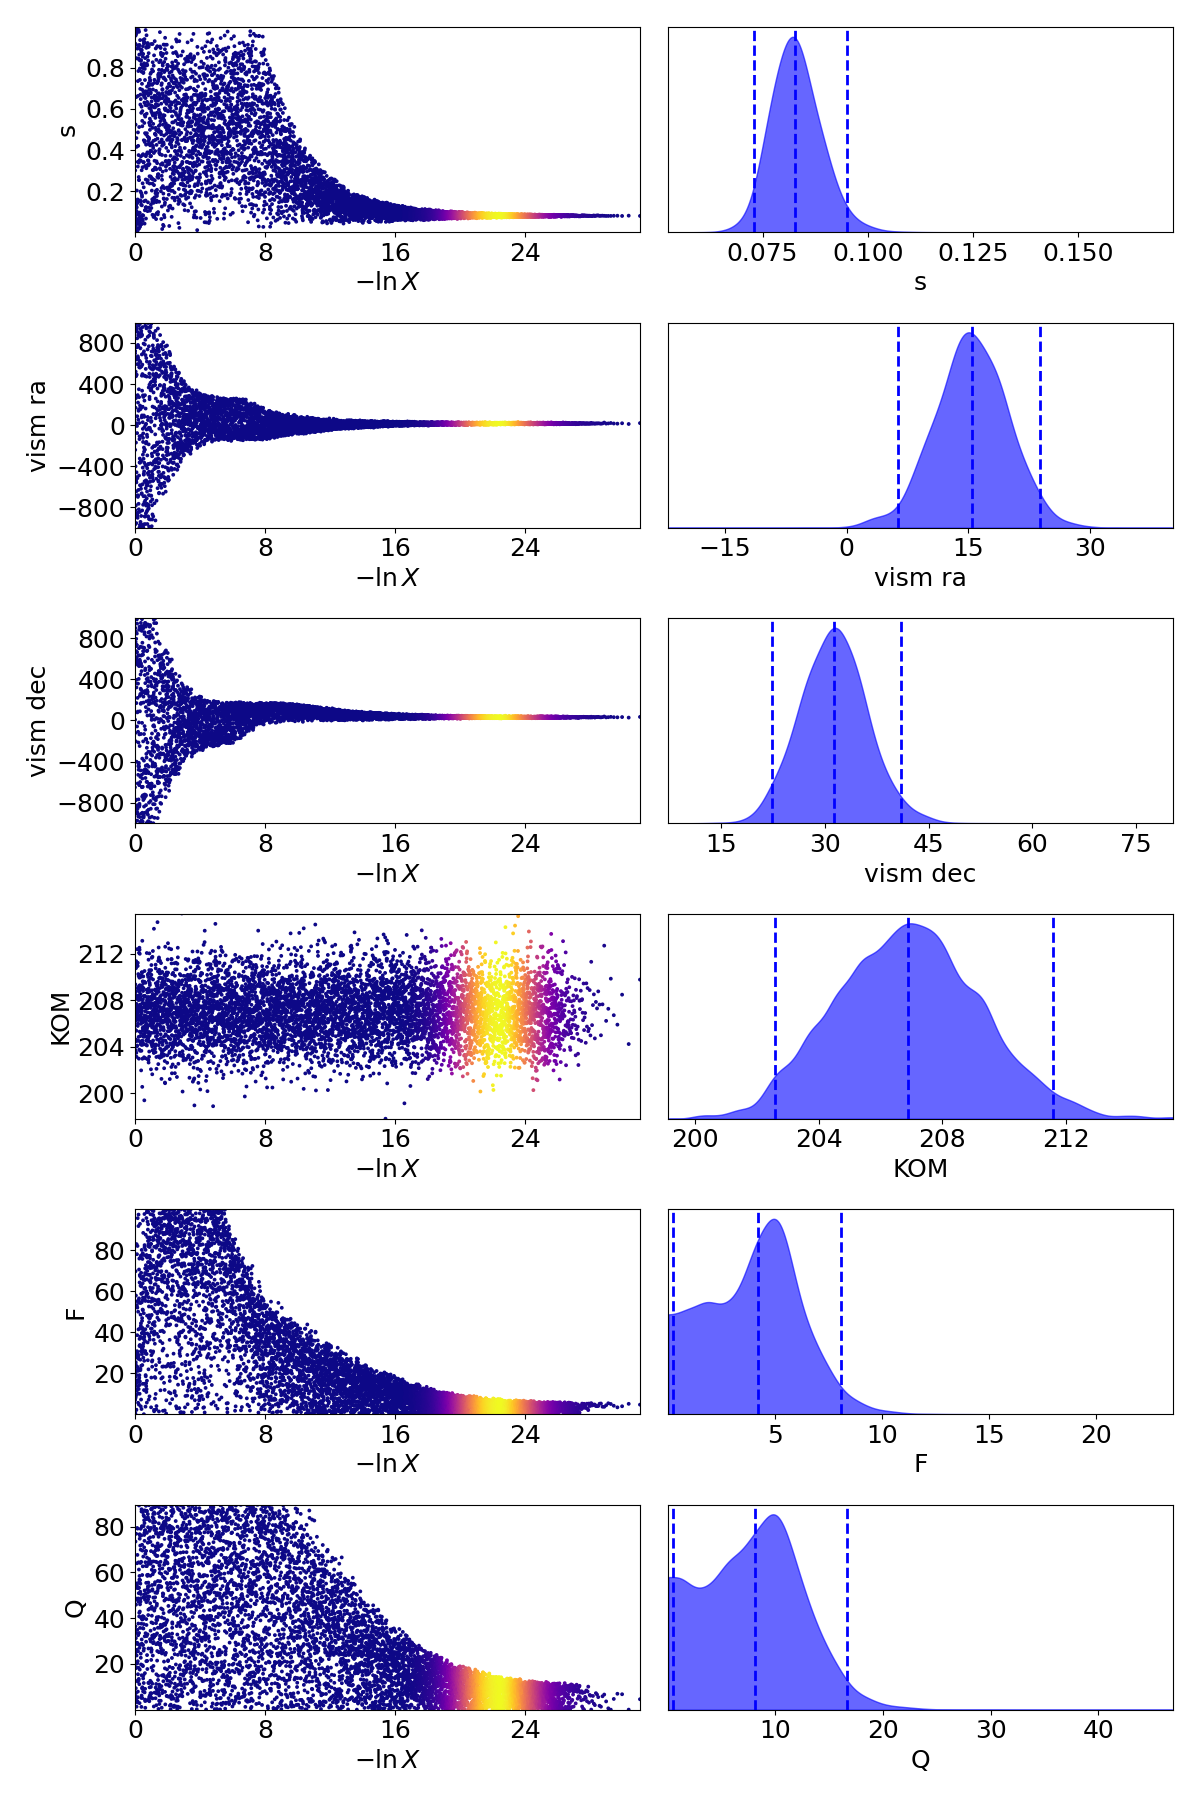 s
0.8
0.6
0.4
0.2
0 8 16 24
−ln X
0.075 0.100 0.125 0.150
s
vism ra
800
400
0
−400
−800
0 8 16 24
−ln X
−15 0 15 30
vism ra
vism dec
800
400
0
−400
−800
0 8 16 24
−ln X
15 30 45 60 75
vism dec
KOM
212
208
204
200
0 8 16 24
−ln X
200 204 208 212
KOM
F
80
60
40
20
0 8 16 24
−ln X
5 10 15 20
F
Q
80
60
40
20
0 8 16 24
−ln X
10 20 30 40
Q